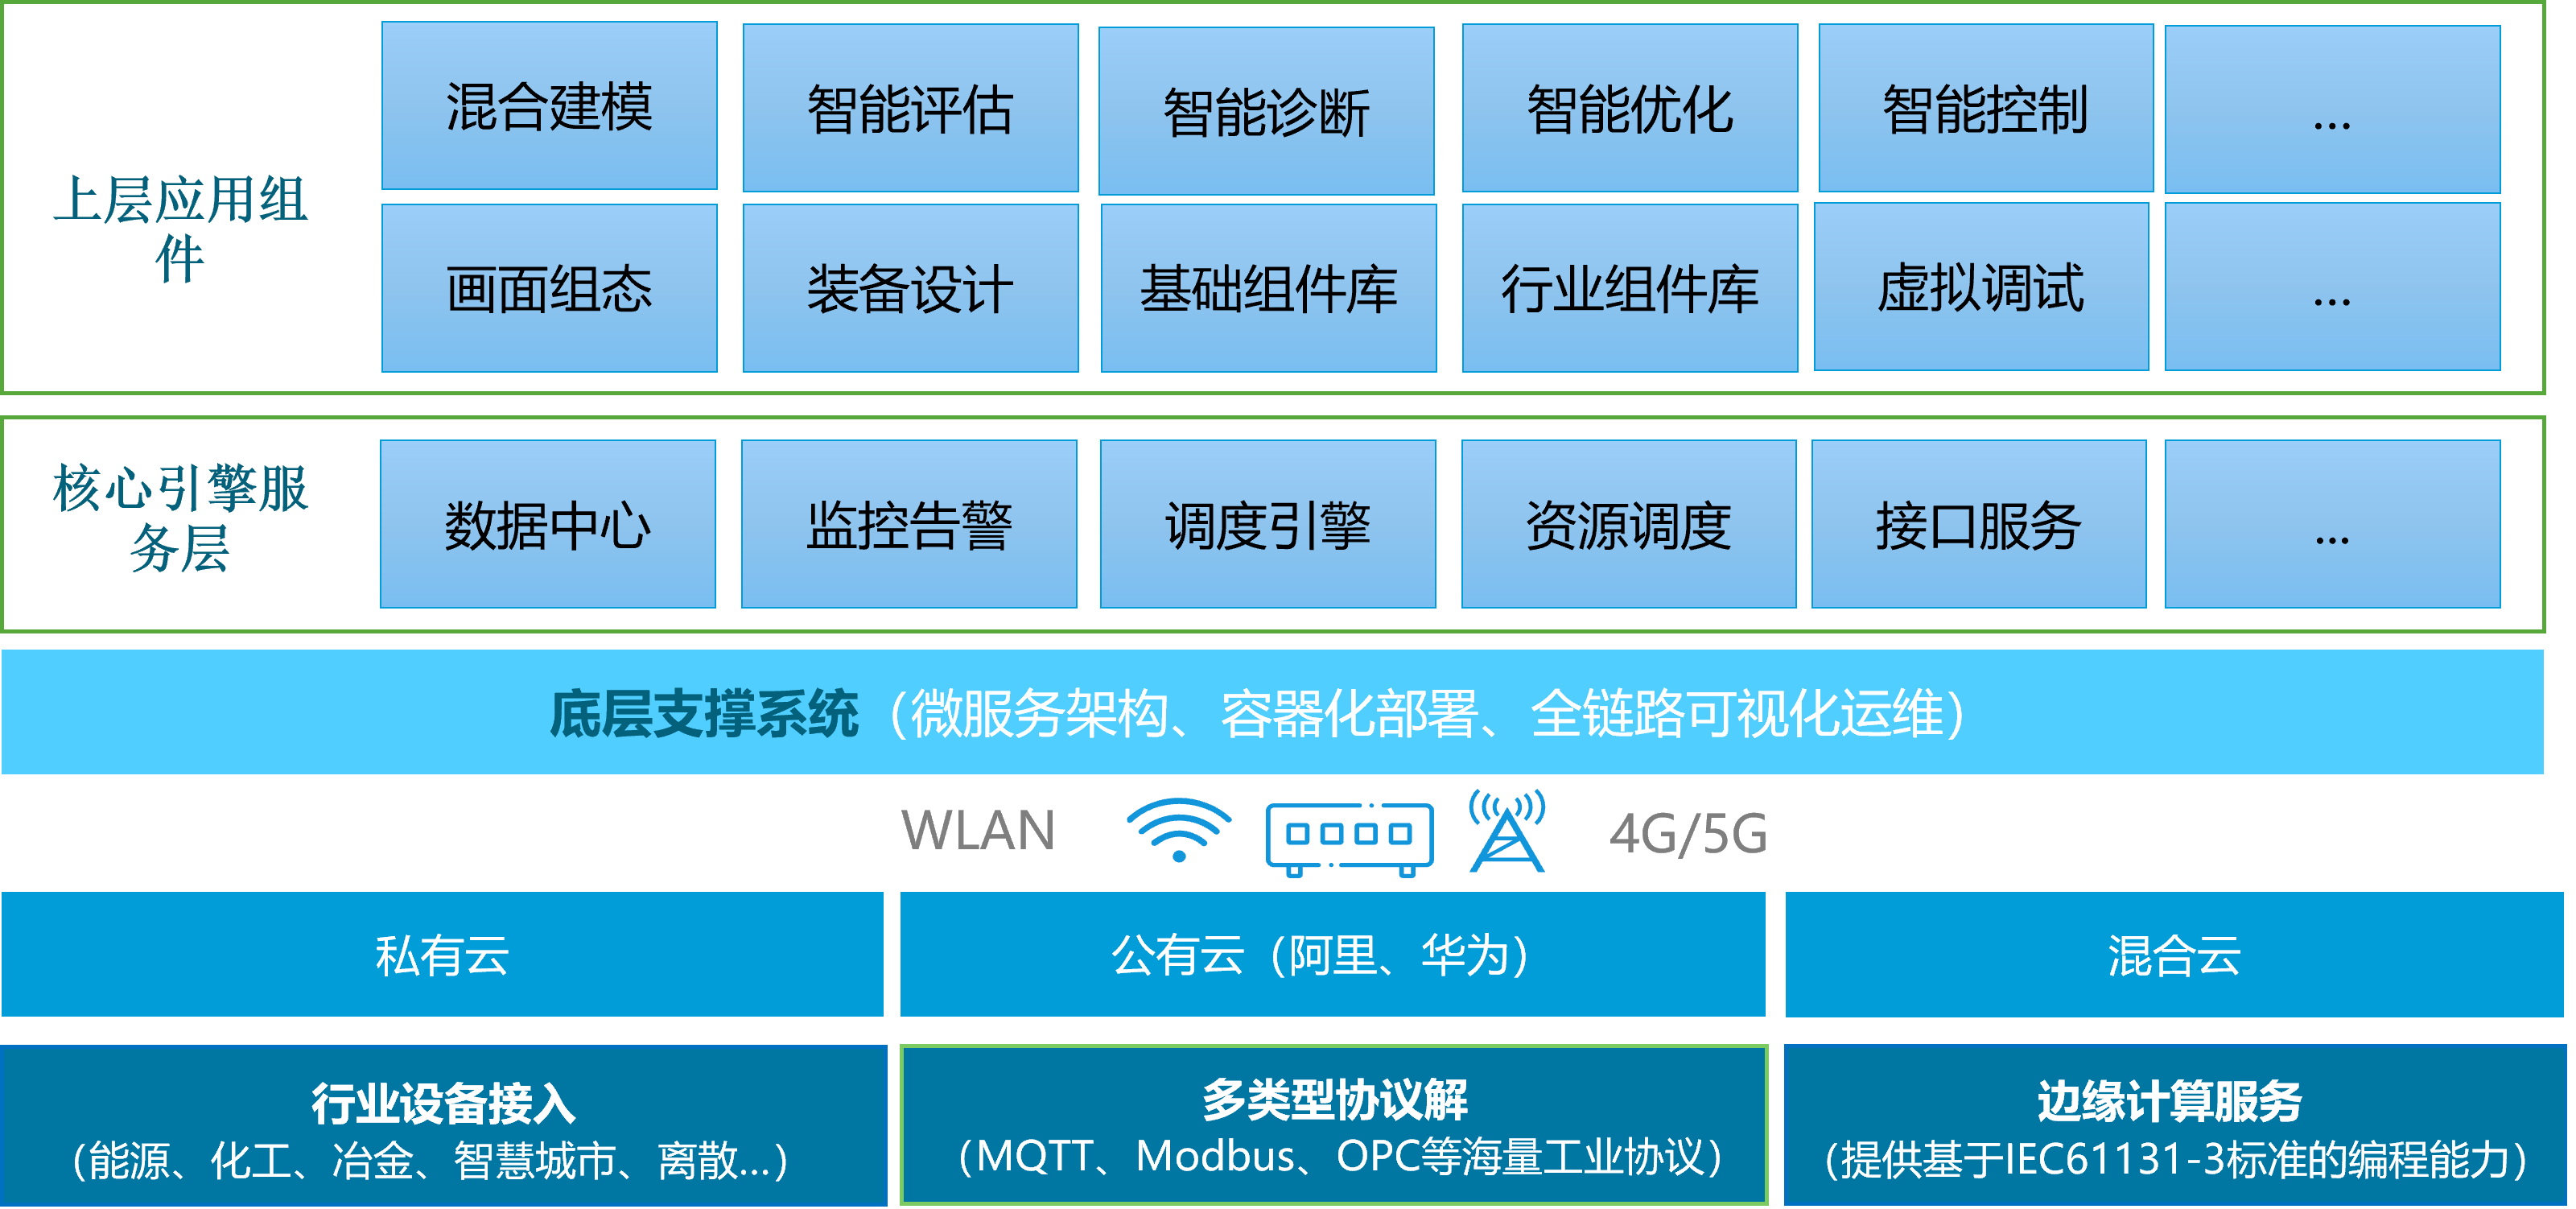 上层应用组
件
混合建模
智能评估
智能诊断
智能优化
智能控制
...
画面组态
装备设计
基础组件库
行业组件库
虚拟调试
...
核心引擎服
务层
数据中心
监控告警
调度引擎
资源调度
接口服务
...
底层支撑系统（微服务架构、容器化部署、全链路可视化运维）
WLAN
4G/5G
私有云
公有云（阿里、华为）
混合云
行业设备接入
（能源、化工、冶金、智慧城市、离散...）
多类型协议解
（MQTT、Modbus、OPC等海量工业协议）
边缘计算服务
（提供基于IEC61131-3标准的编程能力）